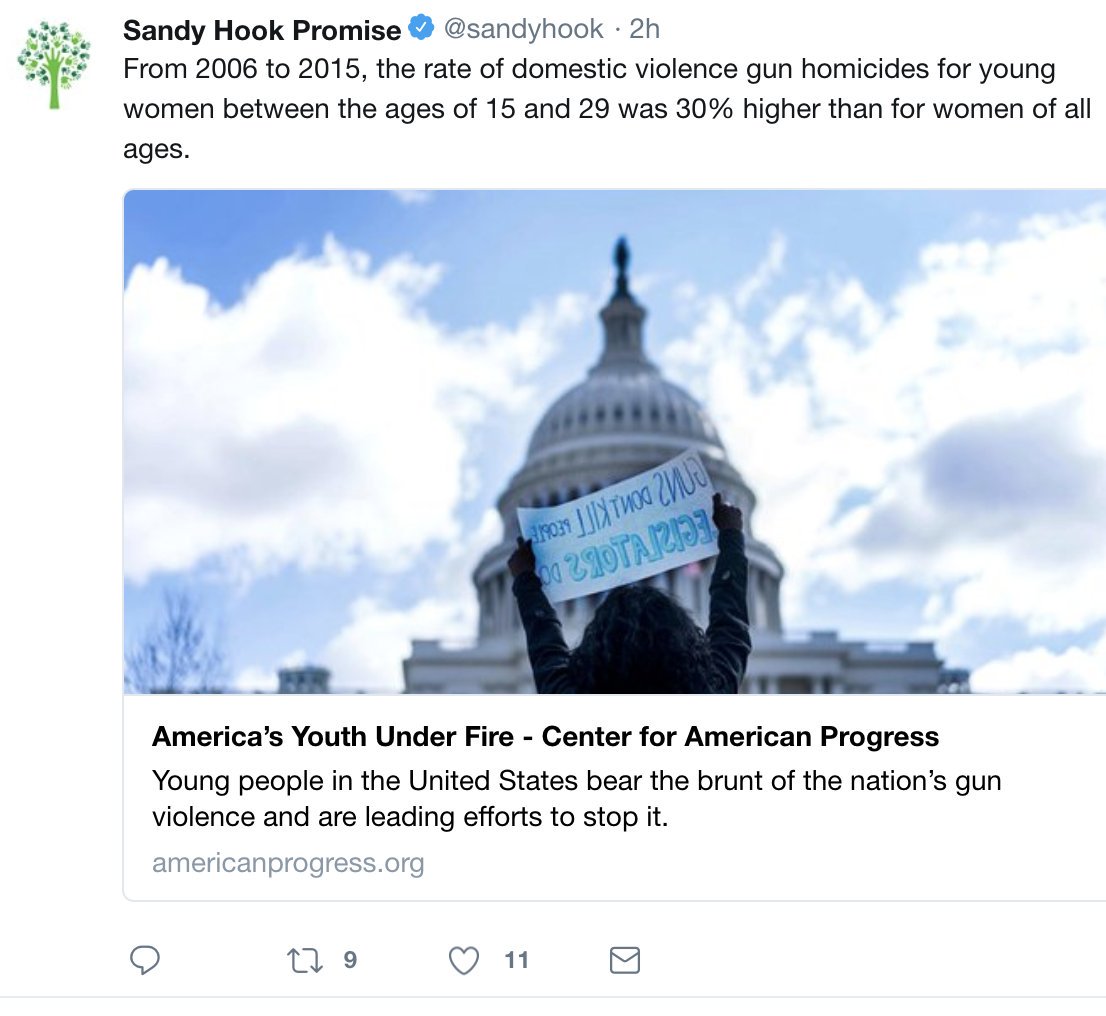 Sandy Hook Promise @sandyhook · 2h
From 2006 to 2015, the rate of domestic violence gun homicides for young
women between the ages of 15 and 29 was 30% higher than for women of all
ages.
GUNS DON'T KILL PEOPLE
LEGISLATORS DO
America’s Youth Under Fire - Center for American Progress
Young people in the United States bear the brunt of the nation’s gun
violence and are leading efforts to stop it.
americanprogress.org
9 11